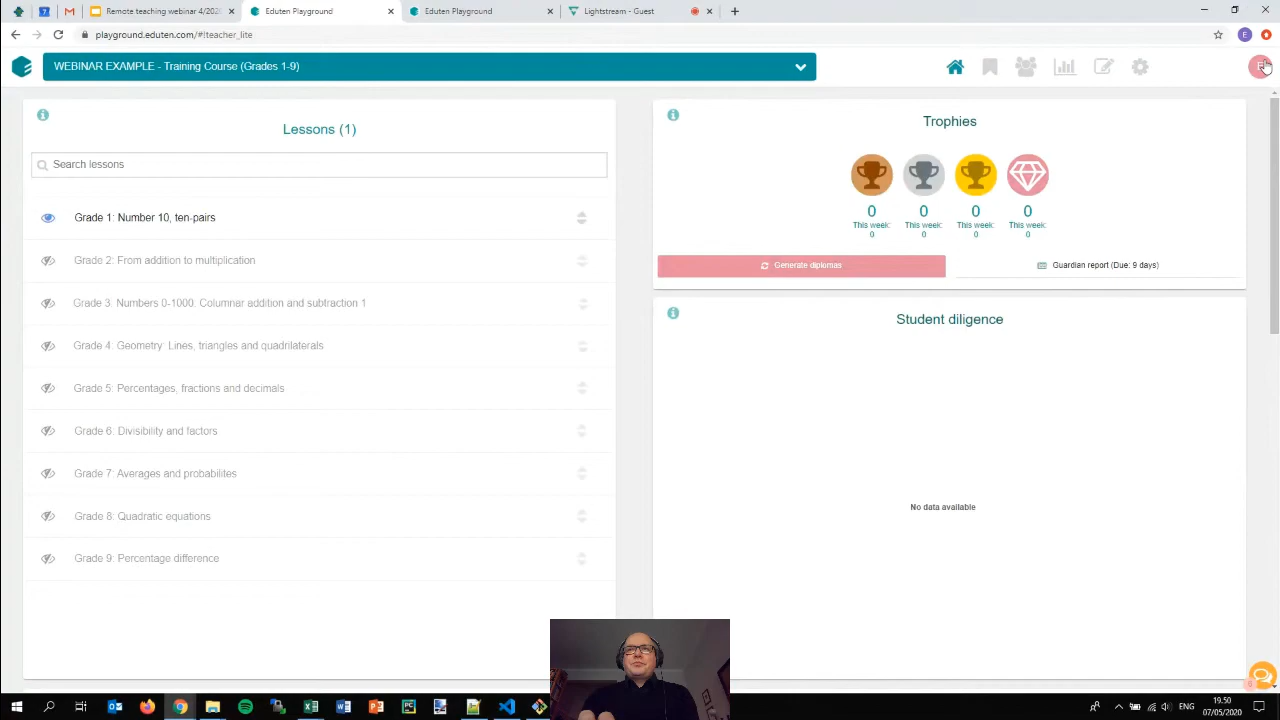 Remote training webinar 4/202
Eduten Playground
Eduten Playground
Lightstream - Guest
playground.eduten.com/#teacher_lite
E
WEBINAR EXAMPLE - Training Course (Grades 1-9)
Lessons (1)
Search lessons
Grade 1: Number 10, ten-pairs
Grade 2: From addition to multiplication
Grade 3: Numbers 0-1000. Columnar addition and subtraction 1
Grade 4: Geometry: Lines, triangles and quadrilaterals
Grade 5: Percentages, fractions and decimals
Grade 6: Divisibility and factors
Grade 7: Averages and probabilites
Grade 8: Quadratic equations
Grade 9: Percentage difference
Trophies
0 0 0 0
This week: This week: This week: This week:
0 0 0 0
Generate diplomas
Guardian report (Due: 9 days)
Student diligence
No data available
0
ENG
19.50
07/05/2020